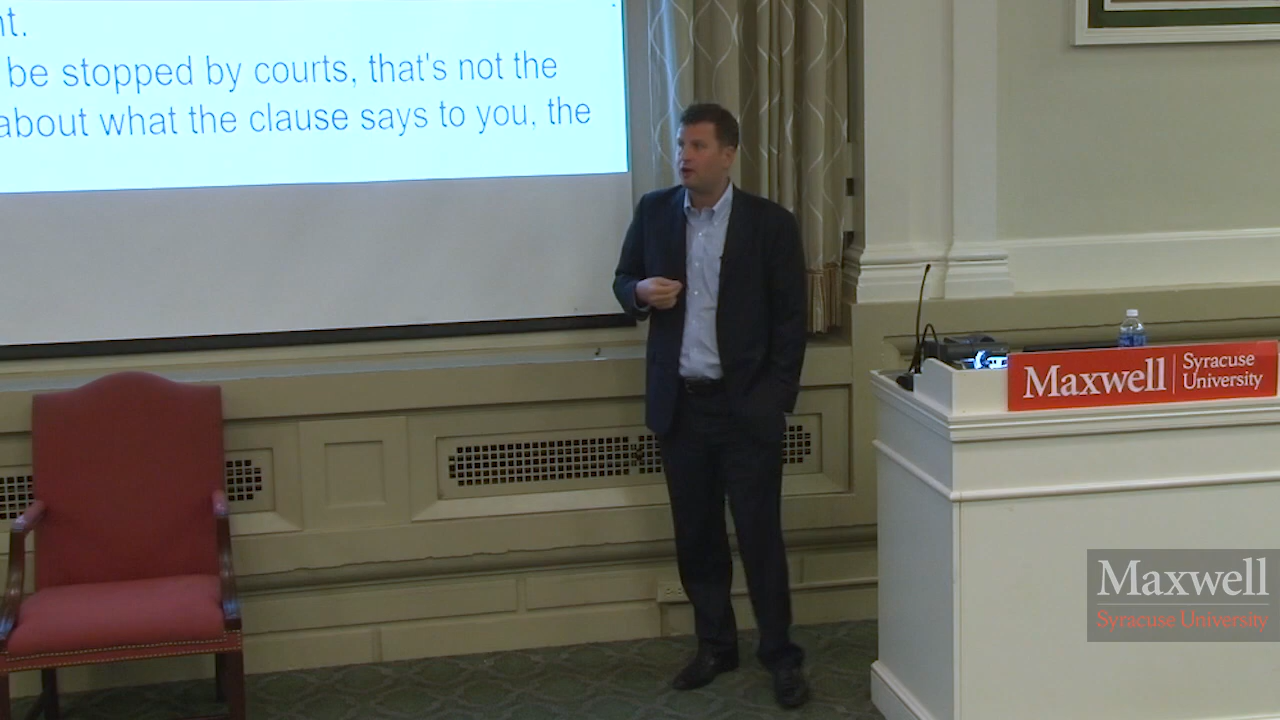 nt.
be stopped by courts, that's not the
about what the clause says to you, the
Maxwell
Syracuse
University
Maxwell
Syracuse University